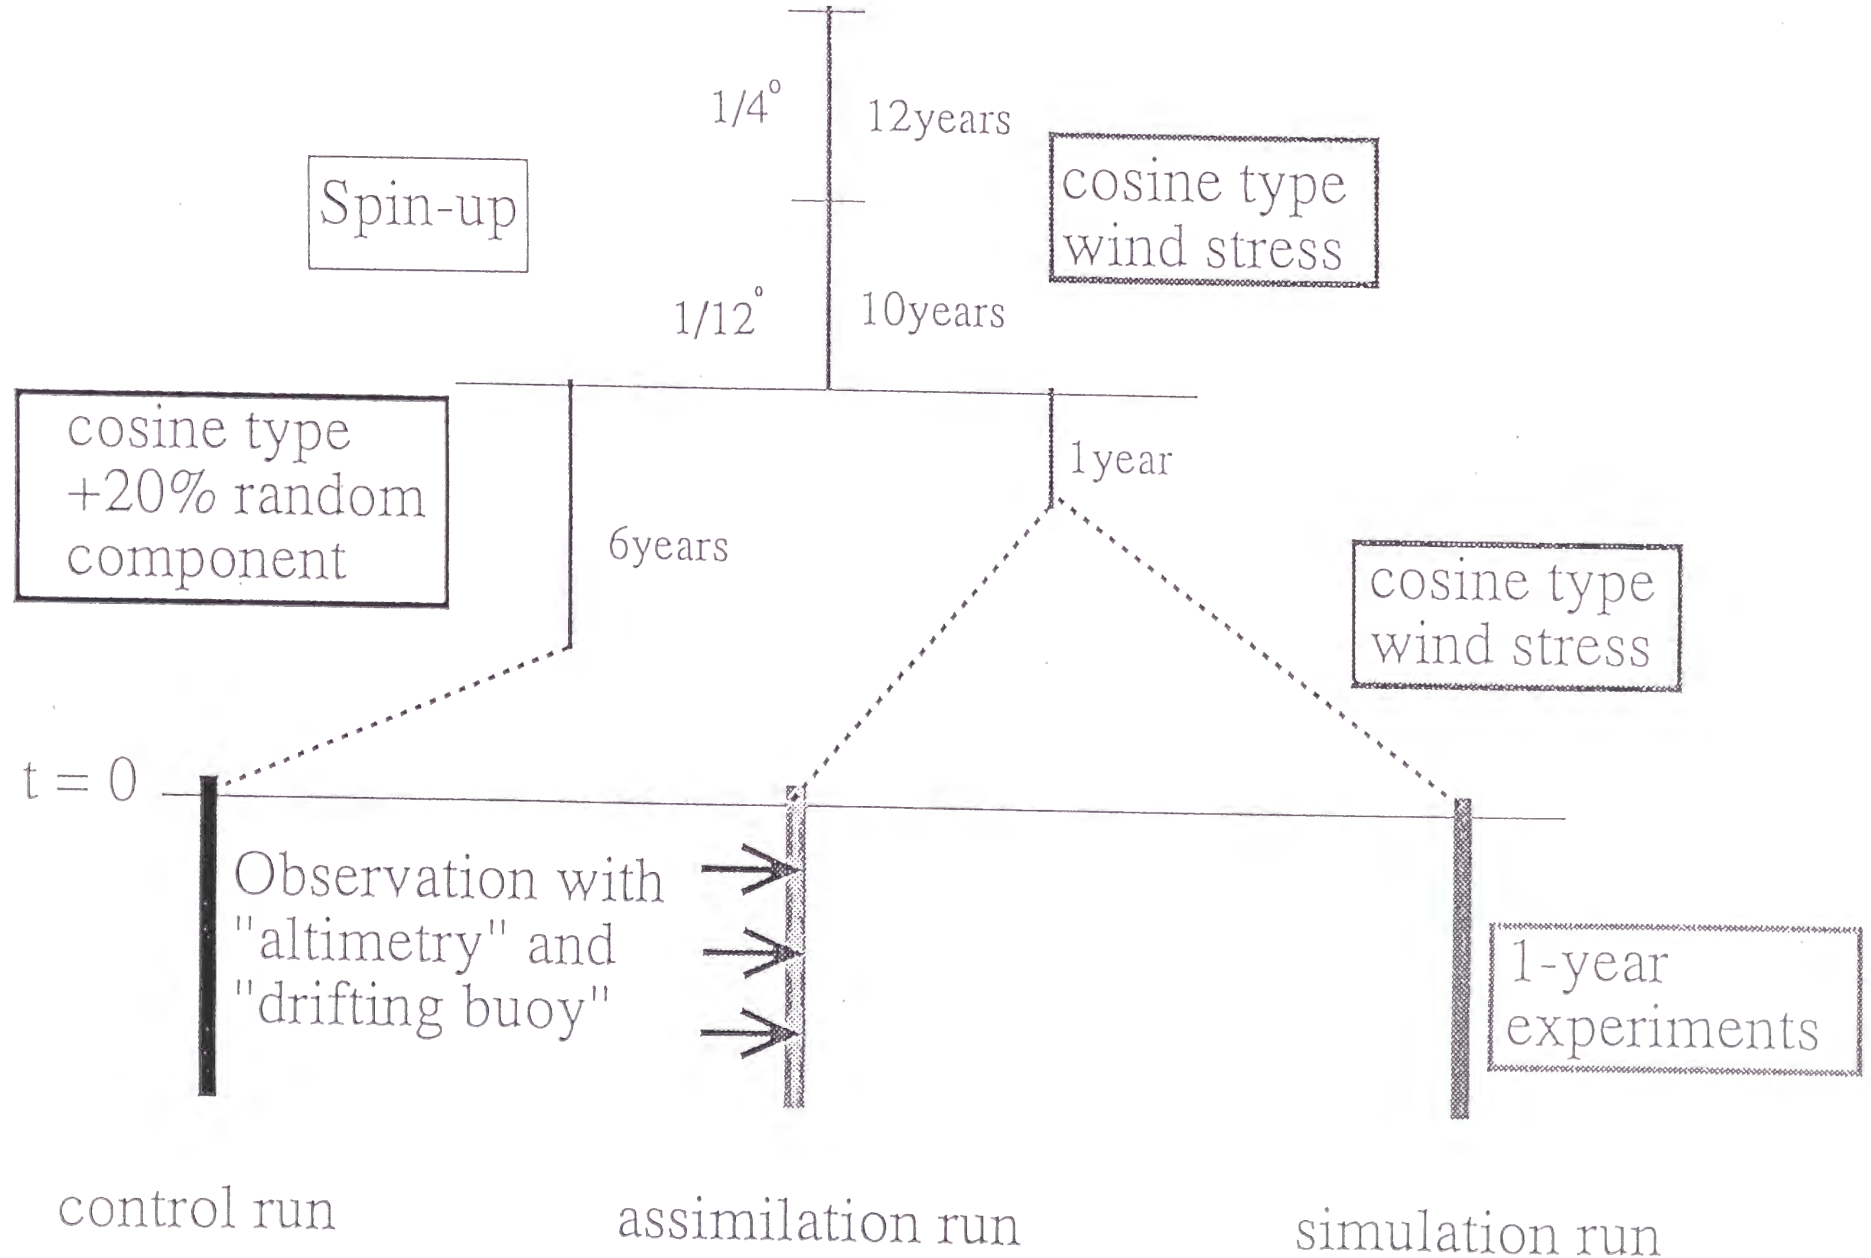 1/4°
12years
Spin-up
cosine type
wind stress
1/12°
10years
cosine type
+20% random
component
6years
1year
cosine type
wind stress
t = 0
Observation with
"altimetry" and
"drifting buoy"
1-year
experiments
control run
assimilation run
simulation run